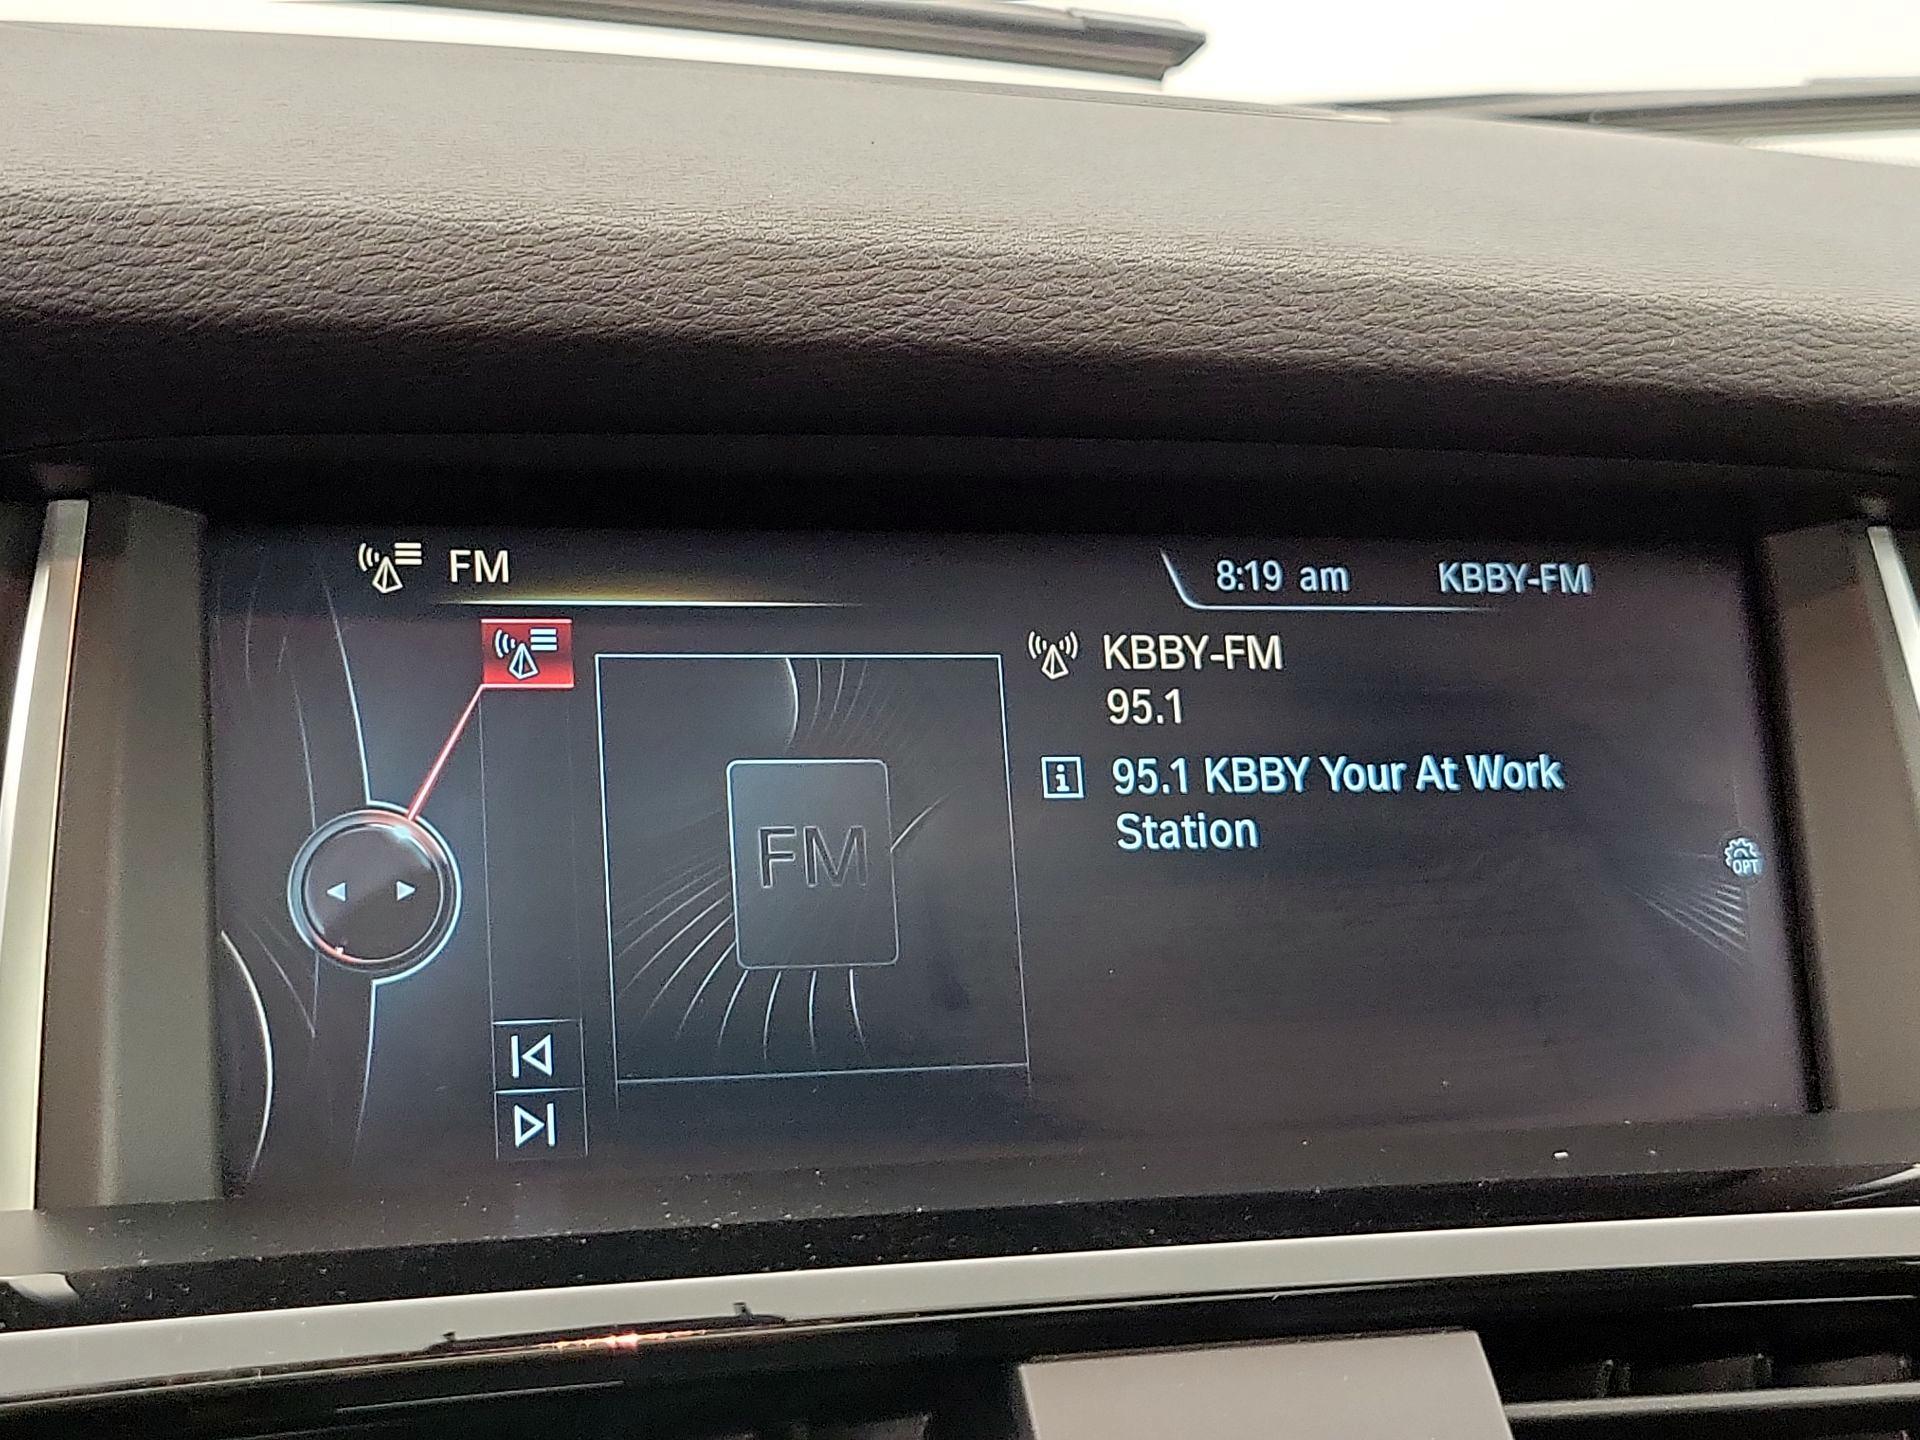 FM
8:19 am KBBY-FM
KBBY-FM
95.1
95.1 KBBY Your At Work
Station
FM
OPT